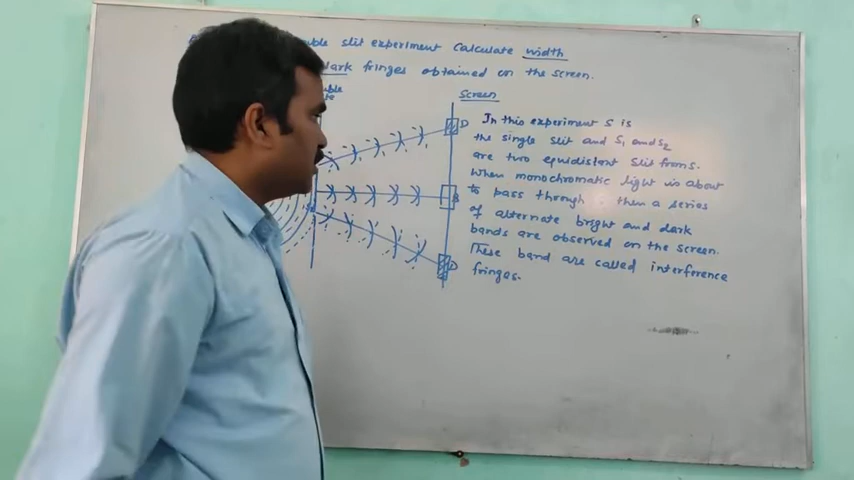 slit experiment Calculate width
dark fringes obtained on the screen.
Screen
D
In this experiment S is
the single slit and S1 and S2
are two equidistant slit from s.
When monochromatic light is about
to pass through then a series
of alternate bright and dark
B
bands are observed on the screen.
These band are called interference
D
fringes.